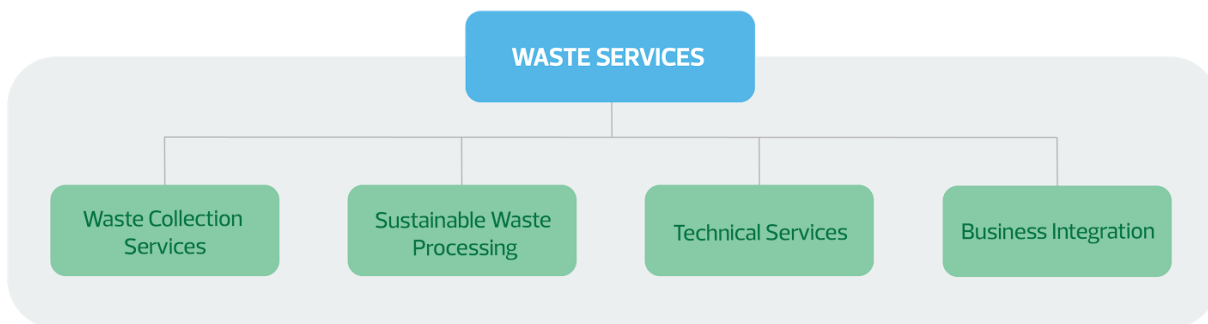 WASTE SERVICES
Waste Collection
Services
Sustainable Waste
Processing
Technical Services
Business Integration